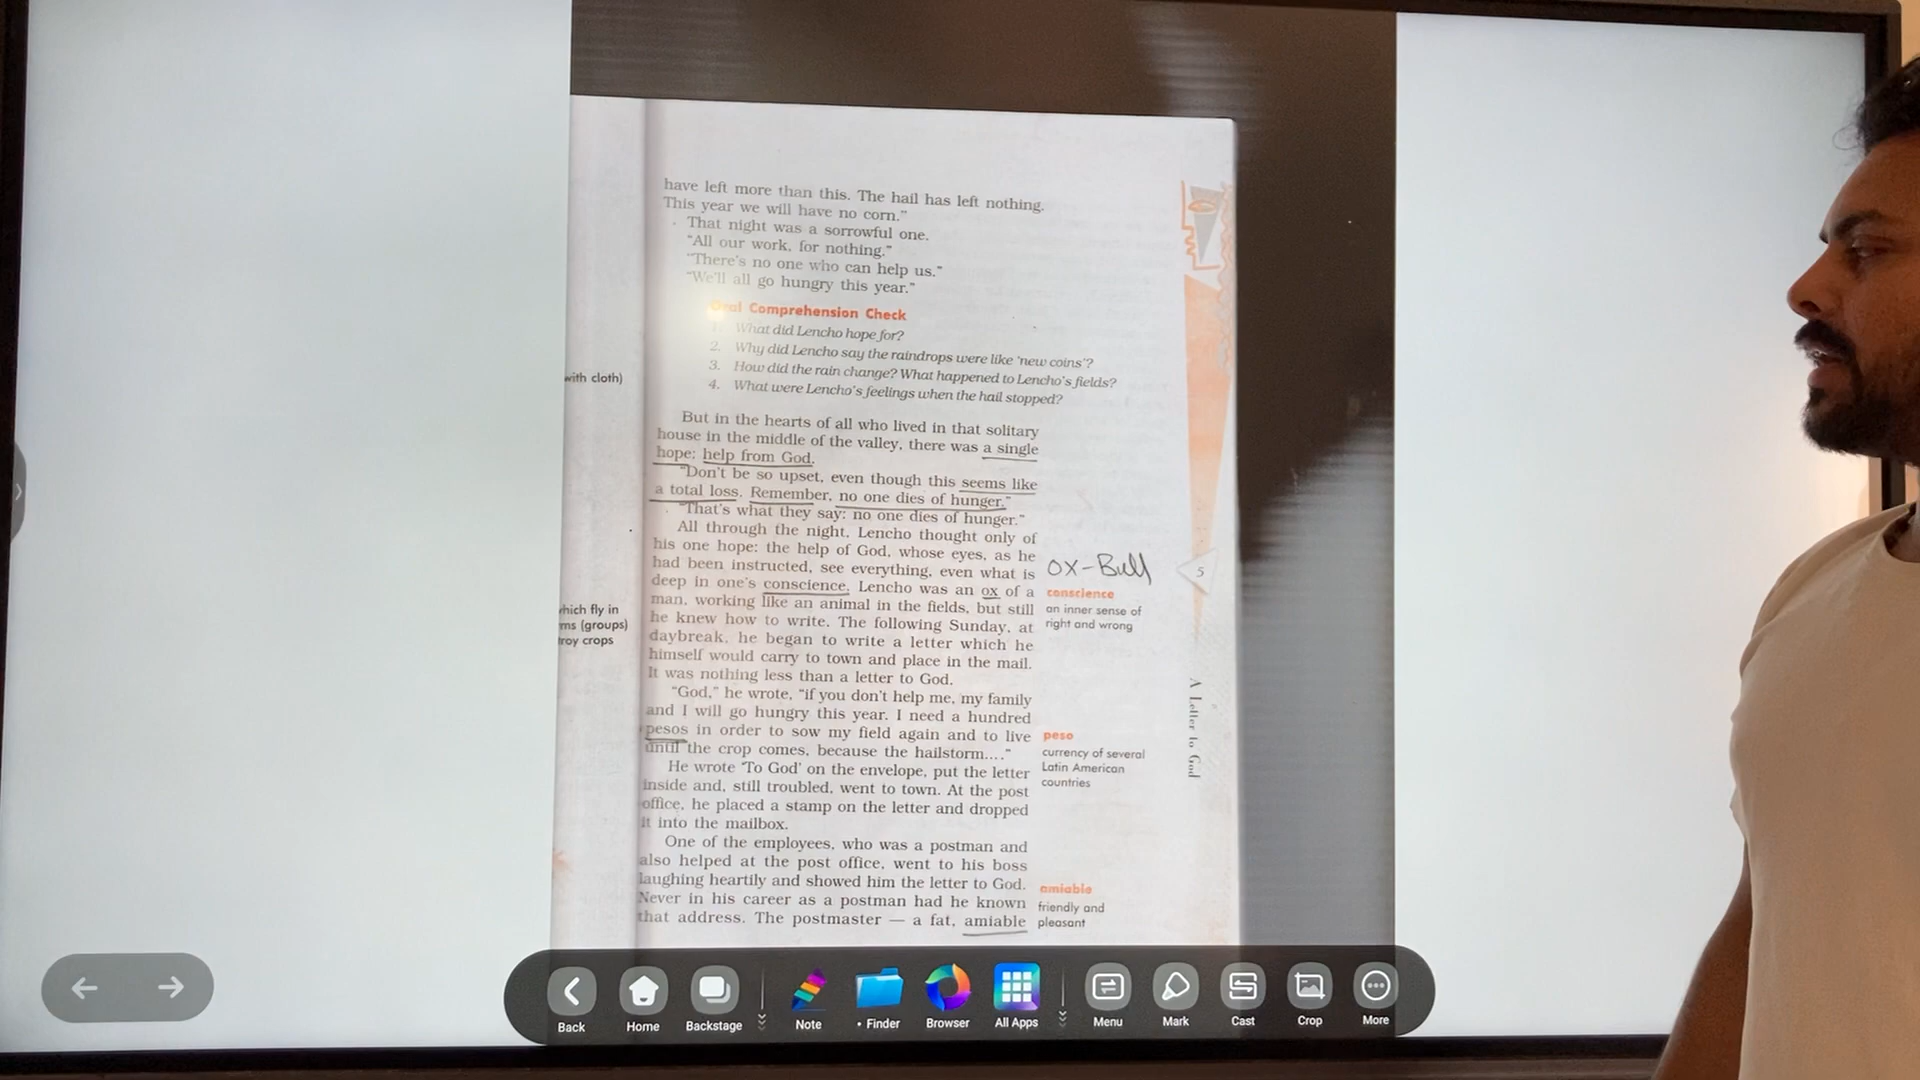 have left more than this. The hail has left nothing.
This year we will have no corn.”
That night was a sorrowful one.
“All our work, for nothing.”
“There’s no one who can help us.”
“We’ll all go hungry this year.”
Oral Comprehension Check
1. What did Lencho hope for?
2. Why did Lencho say the raindrops were like ‘new coins’?
3. How did the rain change? What happened to Lencho’s fields?
4. What were Lencho’s feelings when the hail stopped?
with cloth)
But in the hearts of all who lived in that solitary
house in the middle of the valley, there was a single
hope: help from God.
“Don’t be so upset, even though this seems like
a total loss. Remember, no one dies of hunger.”
“That’s what they say: no one dies of hunger.”
All through the night, Lencho thought only of
his one hope: the help of God, whose eyes, as he
had been instructed, see everything, even what is
deep in one’s conscience. Lencho was an ox of a
man, working like an animal in the fields, but still
he knew how to write. The following Sunday, at
daybreak, he began to write a letter which he
himself would carry to town and place in the mail.
It was nothing less than a letter to God.
“God,” he wrote, “if you don’t help me, my family
and I will go hungry this year. I need a hundred
pesos in order to sow my field again and to live
until the crop comes, because the hailstorm....”
He wrote ‘To God’ on the envelope, put the letter
inside and, still troubled, went to town. At the post
office, he placed a stamp on the letter and dropped
it into the mailbox.
One of the employees, who was a postman and
also helped at the post office, went to his boss
laughing heartily and showed him the letter to God.
Never in his career as a postman had he known
that address. The postmaster — a fat, amiable
which fly in
ms (groups)
troy crops
OX-Bull
conscience
an inner sense of
right and wrong
peso
currency of several
Latin American
countries
amiable
friendly and
pleasant
5
A Letter to God
Back
Home
Backstage
Note
• Finder
Browser
All Apps
Menu
Mark
Cast
Crop
More